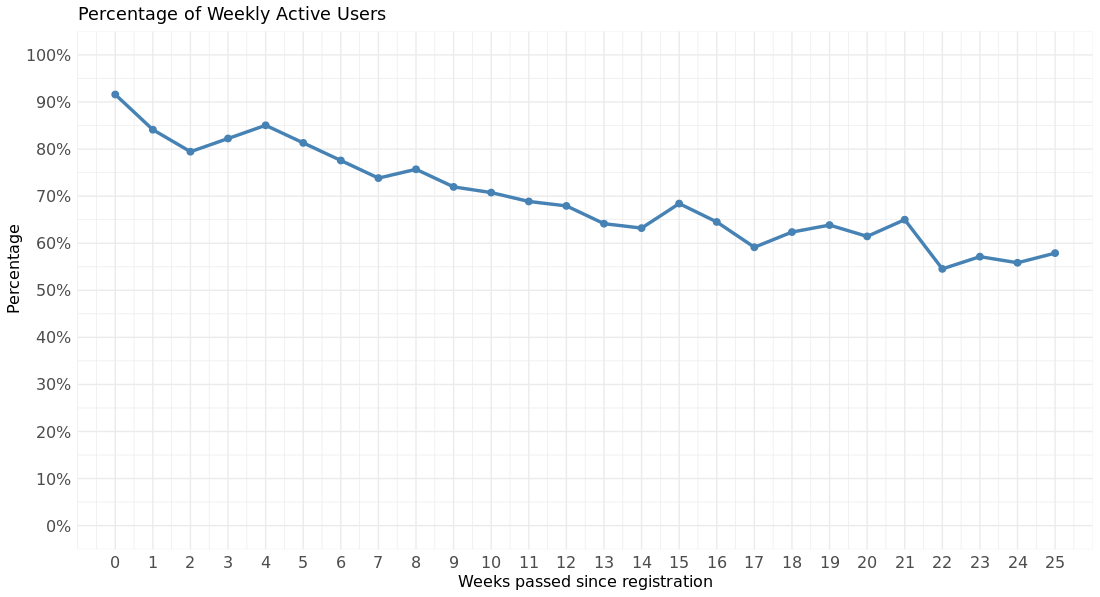 Percentage of Weekly Active Users
Percentage
100%
90%
80%
70%
60%
50%
40%
30%
20%
10%
0%
0 1 2 3 4 5 6 7 8 9 10 11 12 13 14 15 16 17 18 19 20 21 22 23 24 25
Weeks passed since registration